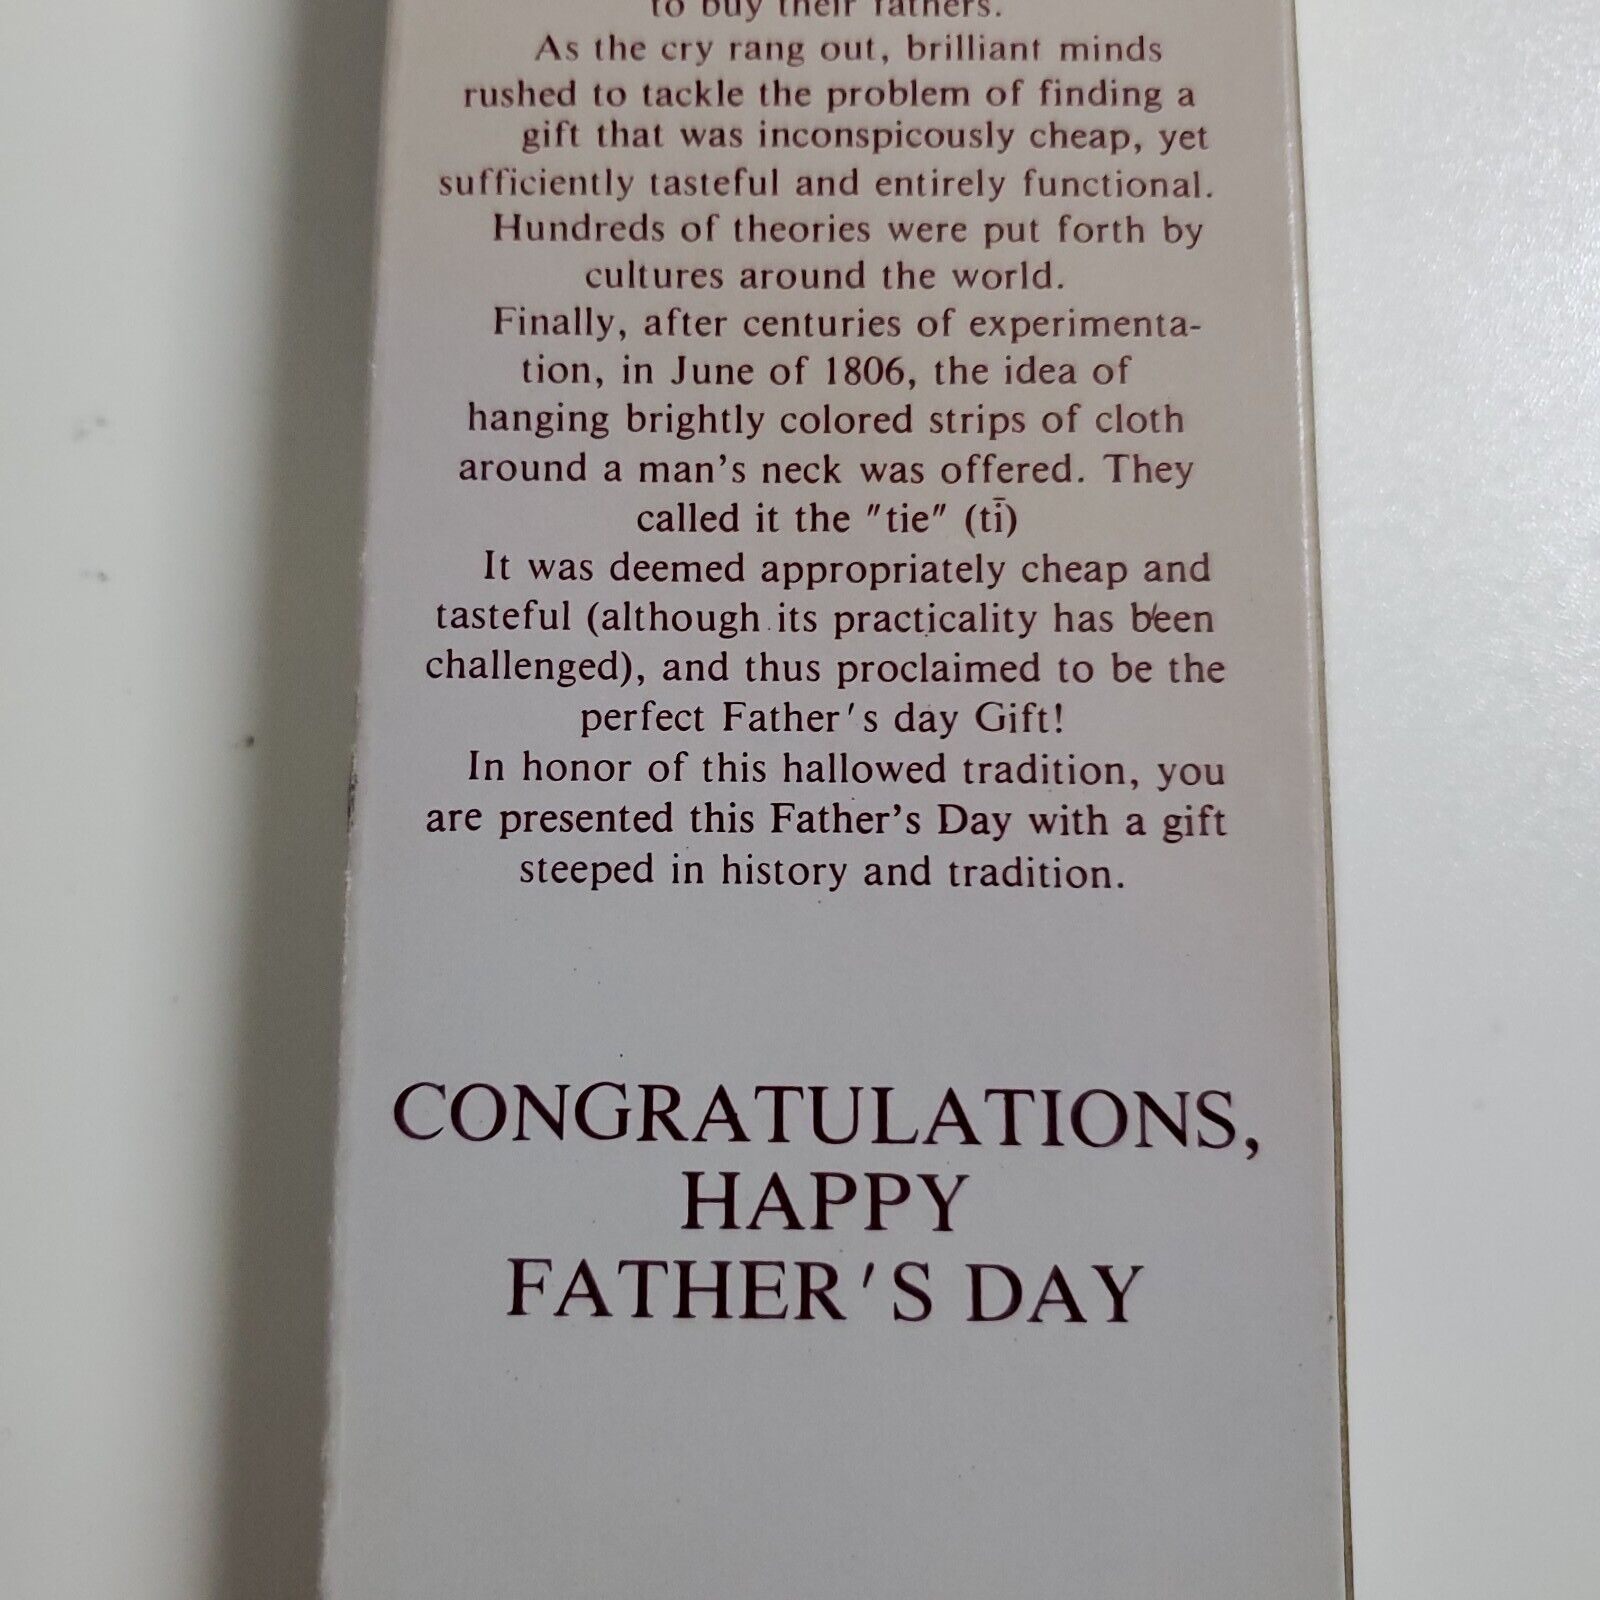 to buy their fathers.
As the cry rang out, brilliant minds
rushed to tackle the problem of finding a
gift that was inconspicously cheap, yet
sufficiently tasteful and entirely functional.
Hundreds of theories were put forth by
cultures around the world.
Finally, after centuries of experimenta-
tion, in June of 1806, the idea of
hanging brightly colored strips of cloth
around a man's neck was offered. They
called it the "tie" (tī)
It was deemed appropriately cheap and
tasteful (although its practicality has been
challenged), and thus proclaimed to be the
perfect Father's day Gift!
In honor of this hallowed tradition, you
are presented this Father's Day with a gift
steeped in history and tradition.
CONGRATULATIONS,
HAPPY
FATHER'S DAY